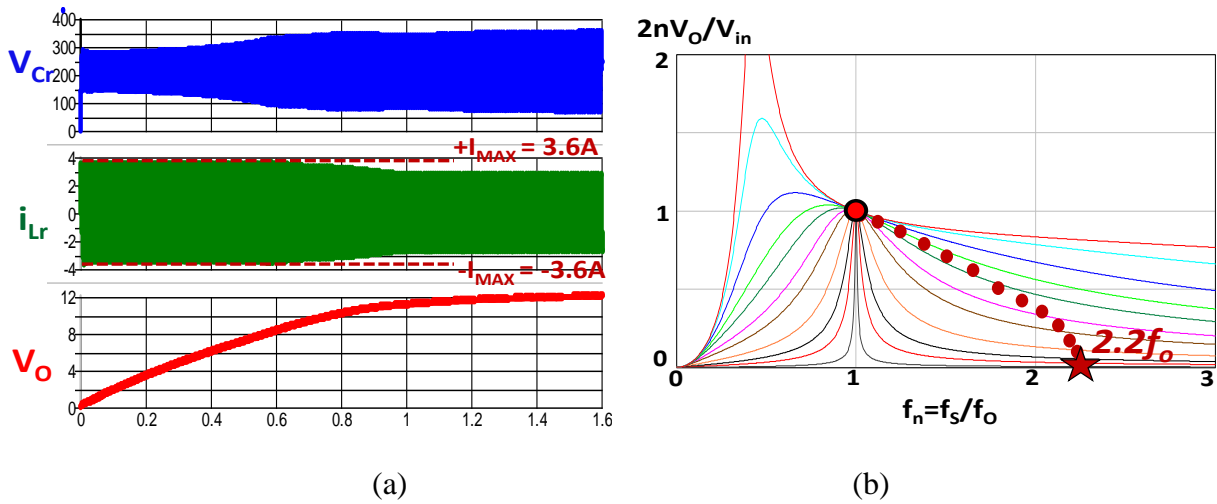 400
300
200
100
0
V_Cr
+I_MAX = 3.6A
4
2
0
-2
-4
i_Lr
-I_MAX = -3.6A
12
8
4
0
V_O
0 0.2 0.4 0.6 0.8 1 1.2 1.4 1.6
(a)
2nV_O/V_in
2
1
0
2.2f_o
0 1 2 3
f_n=f_S/f_O
(b)